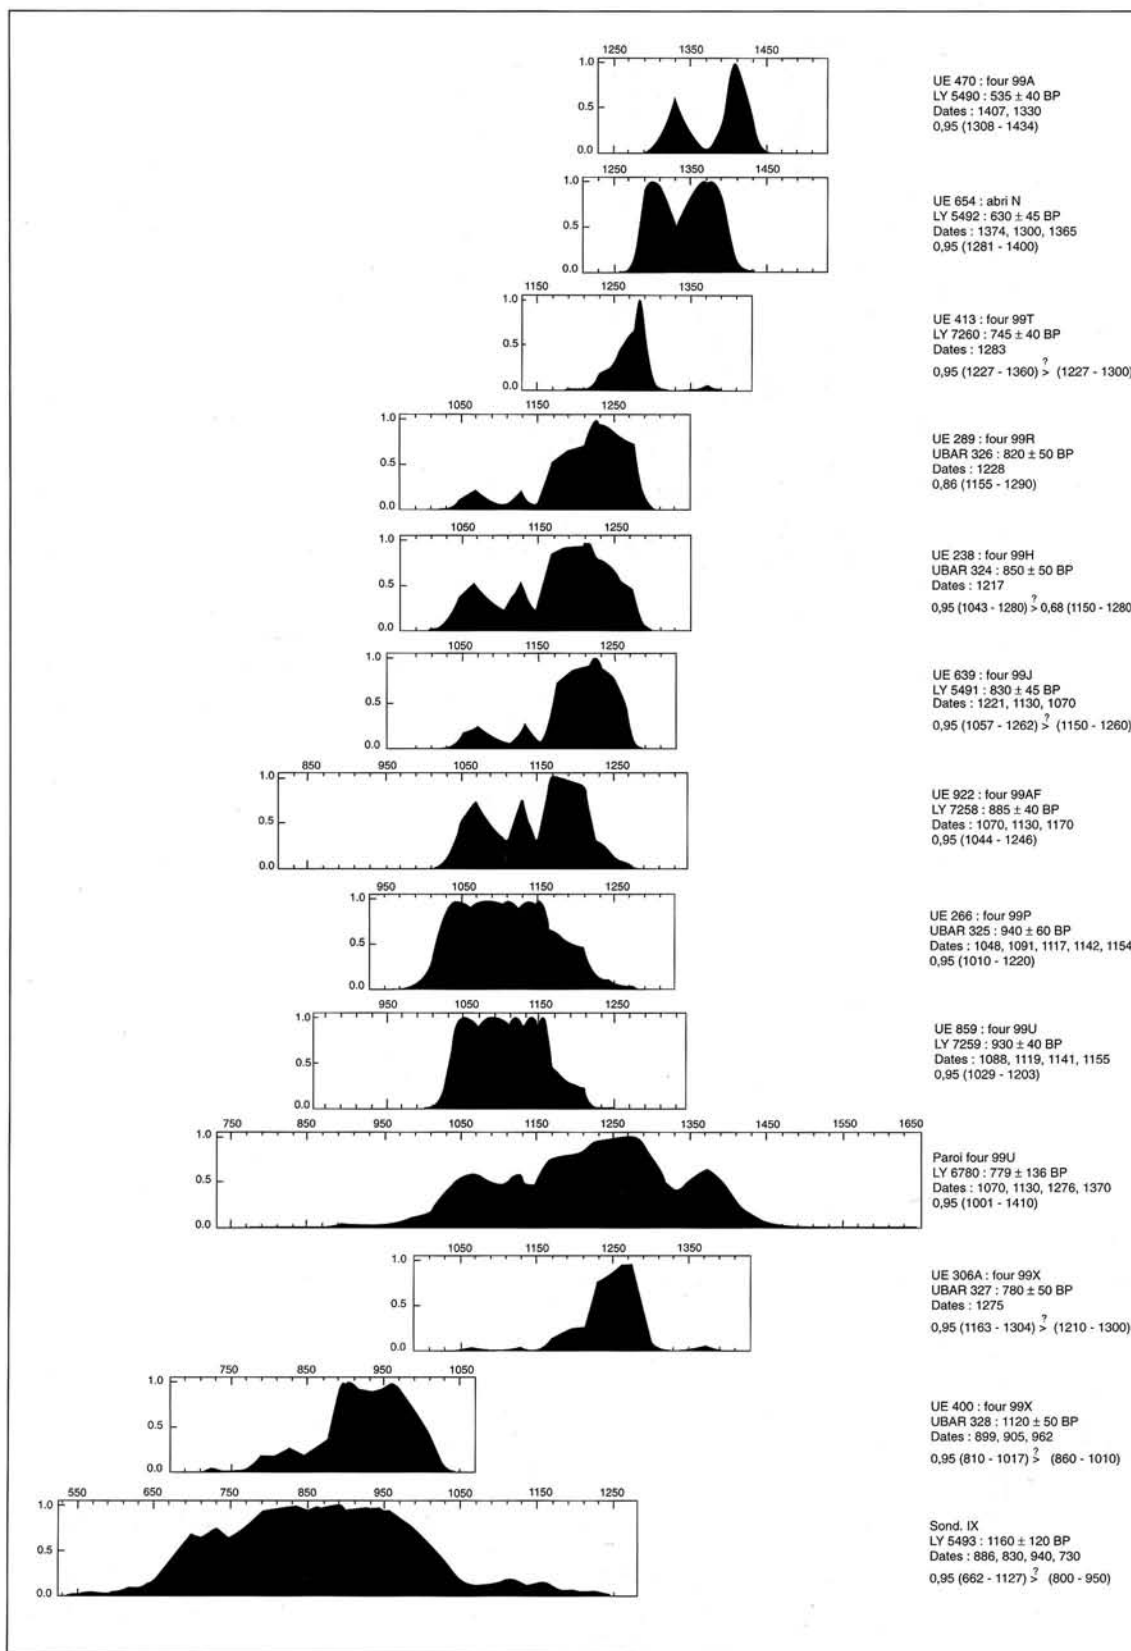 1250 1350 1450
1.0
0.5
0.0
UE 470 : four 99A
LY 5490 : 535 ± 40 BP
Dates : 1407, 1330
0,95 (1308 - 1434)
1250 1350 1450
1.0
0.5
0.0
UE 654 : abri N
LY 5492 : 630 ± 45 BP
Dates : 1374, 1300, 1365
0,95 (1281 - 1400)
1150 1250 1350
1.0
0.5
0.0
UE 413 : four 99T
LY 7260 : 745 ± 40 BP
Dates : 1283
?
0,95 (1227 - 1360) > (1227 - 1300)
1050 1150 1250
1.0
0.5
0.0
UE 289 : four 99R
UBAR 326 : 820 ± 50 BP
Dates : 1228
0,86 (1155 - 1290)
1050 1150 1250
1.0
0.5
0.0
UE 238 : four 99H
UBAR 324 : 850 ± 50 BP
Dates : 1217
?
0,95 (1043 - 1280) > 0,68 (1150 - 1280
1050 1150 1250
1.0
0.5
0.0
UE 639 : four 99J
LY 5491 : 830 ± 45 BP
Dates : 1221, 1130, 1070
?
0,95 (1057 - 1262) > (1150 - 1260)
850 950 1050 1150 1250
1.0
0.5
0.0
UE 922 : four 99AF
LY 7258 : 885 ± 40 BP
Dates : 1070, 1130, 1170
0,95 (1044 - 1246)
950 1050 1150 1250
1.0
0.5
0.0
UE 266 : four 99P
UBAR 325 : 940 ± 60 BP
Dates : 1048, 1091, 1117, 1142, 1154
0,95 (1010 - 1220)
950 1050 1150 1250
1.0
0.5
0.0
UE 859 : four 99U
LY 7259 : 930 ± 40 BP
Dates : 1088, 1119, 1141, 1155
0,95 (1029 - 1203)
750 850 950 1050 1150 1250 1350 1450 1550 1650
1.0
0.5
0.0
Paroi four 99U
LY 6780 : 779 ± 136 BP
Dates : 1070, 1130, 1276, 1370
0,95 (1001 - 1410)
1050 1150 1250 1350
1.0
0.5
0.0
UE 306A : four 99X
UBAR 327 : 780 ± 50 BP
Dates : 1275
?
0,95 (1163 - 1304) > (1210 - 1300)
750 850 950 1050
1.0
0.5
0.0
UE 400 : four 99X
UBAR 328 : 1120 ± 50 BP
Dates : 899, 905, 962
?
0,95 (810 - 1017) > (860 - 1010)
550 650 750 850 950 1050 1150 1250
1.0
0.5
0.0
Sond. IX
LY 5493 : 1160 ± 120 BP
Dates : 886, 830, 940, 730
?
0,95 (662 - 1127) > (800 - 950)